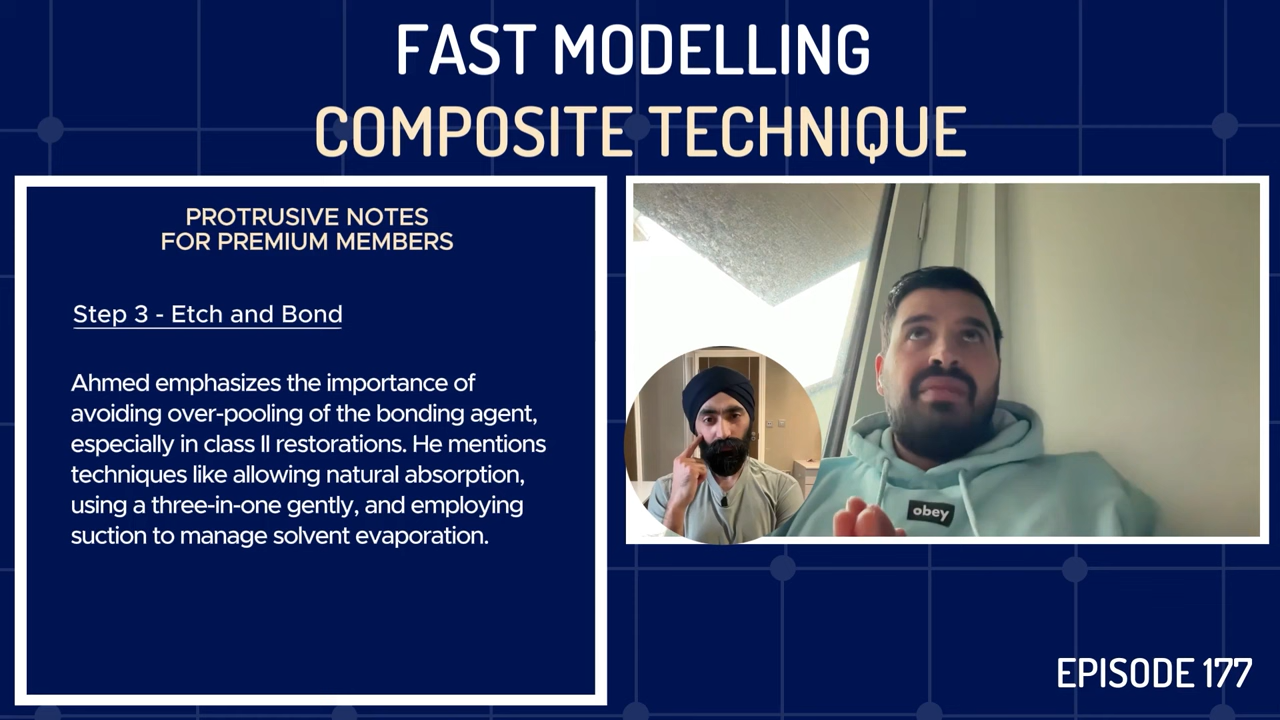 FAST MODELLING
COMPOSITE TECHNIQUE
PROTRUSIVE NOTES
FOR PREMIUM MEMBERS
Step 3 - Etch and Bond
Ahmed emphasizes the importance of
avoiding over-pooling of the bonding agent,
especially in class II restorations. He mentions
techniques like allowing natural absorption,
using a three-in-one gently, and employing
suction to manage solvent evaporation.
obey
EPISODE 177